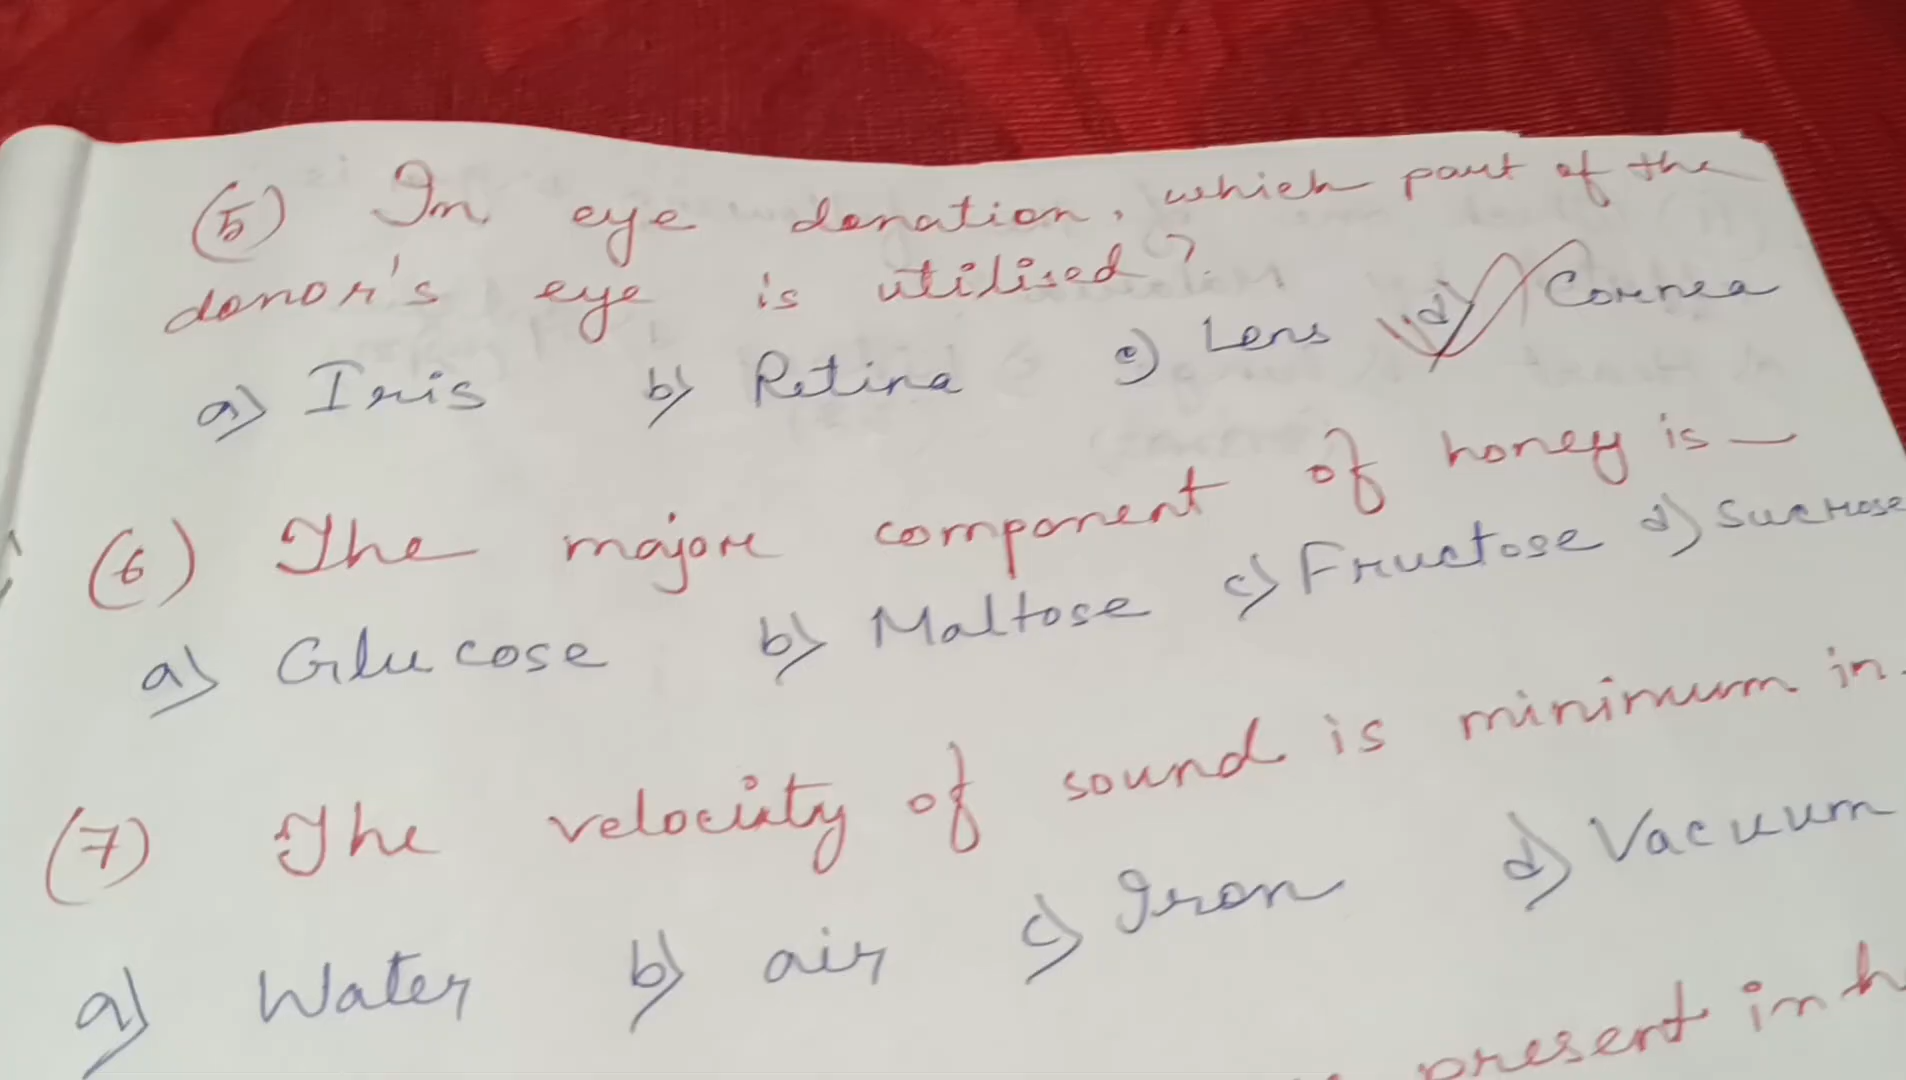 (5) In eye donation, which part of the
donor's eye is utilised?
a) Iris b) Retina c) Lens d) Cornea
(6) The major component of honey is —
a) Glucose b) Maltose c) Fructose d) Sucrose
(7) The velocity of sound is minimum in
a) Water b) air c) Iron d) Vacuum
present in h